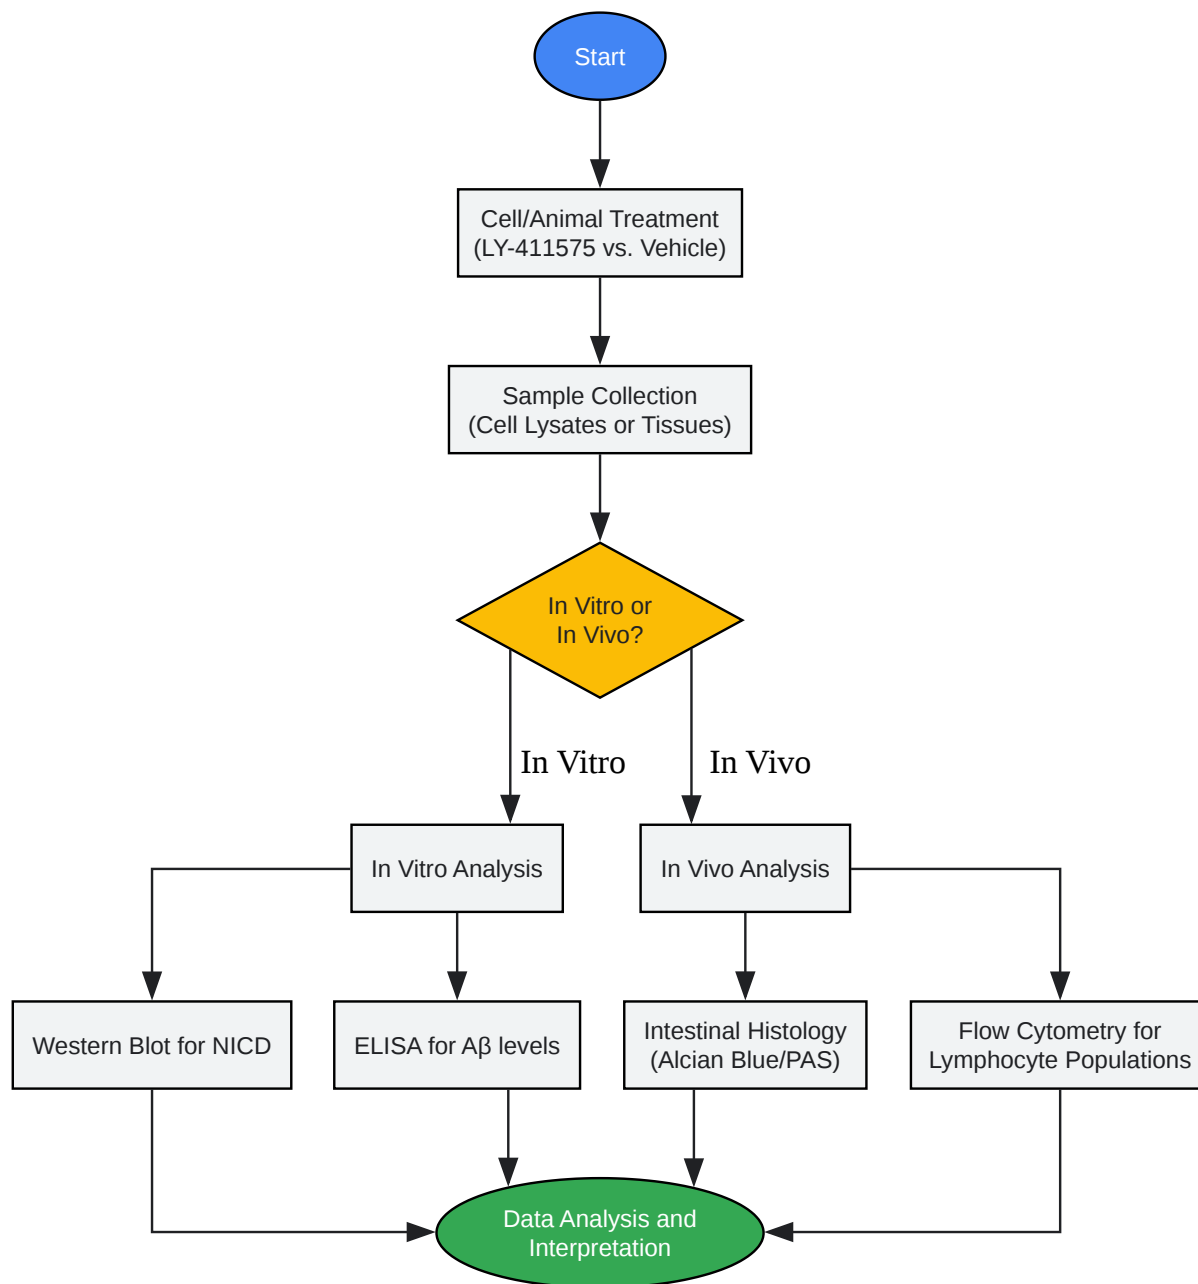 Start
Cell/Animal Treatment
(LY-411575 vs. Vehicle)
Sample Collection
(Cell Lysates or Tissues)
In Vitro or
In Vivo?
In Vitro
In Vivo
In Vitro Analysis
In Vivo Analysis
Western Blot for NICD
ELISA for Aβ levels
Intestinal Histology
(Alcian Blue/PAS)
Flow Cytometry for
Lymphocyte Populations
Data Analysis and
Interpretation